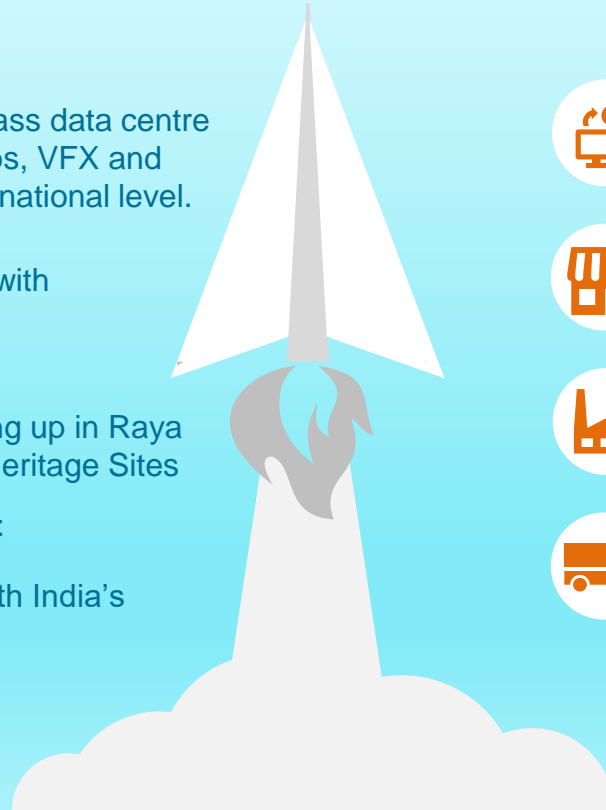 ass data centre
os, VFX and
national level.
with
ng up in Raya
eritage Sites
:
th India's